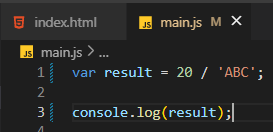 index.html main.js M
main.js > ...
1 var result = 20 / 'ABC';
2
3 console.log(result);